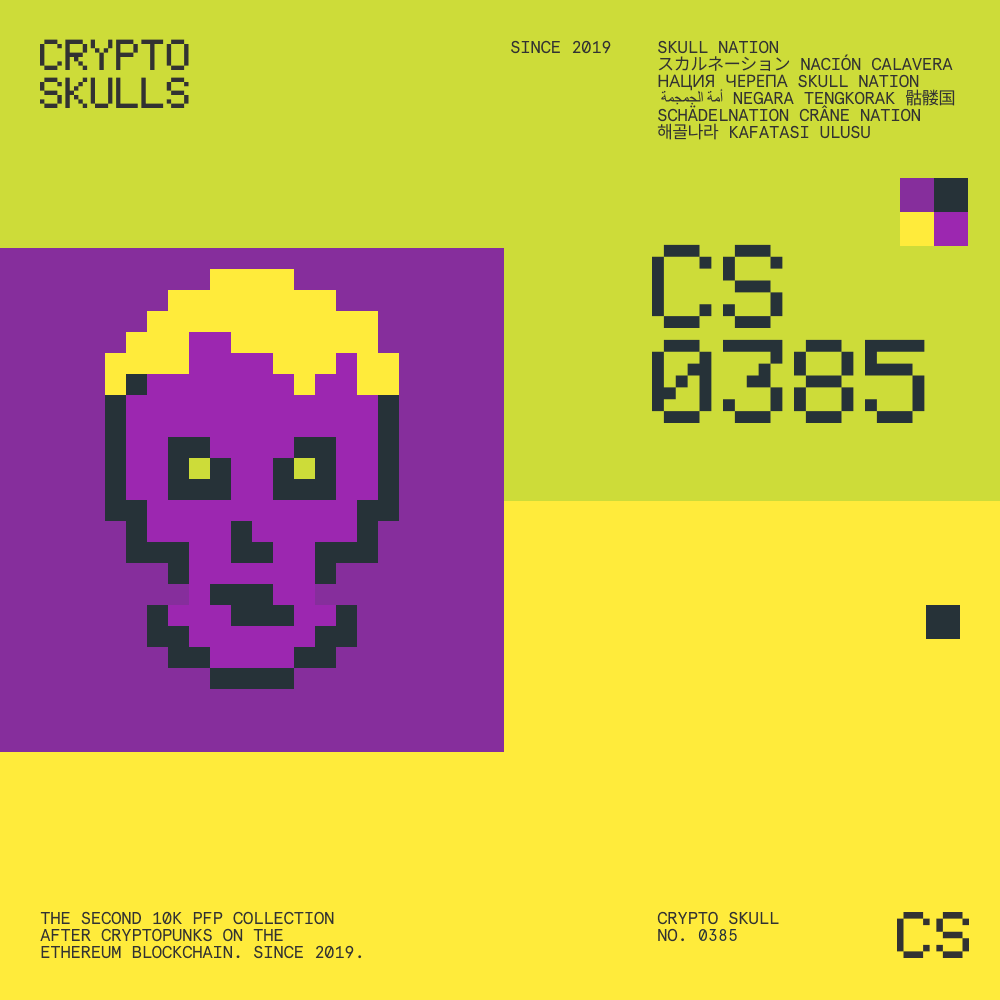 CRYPTO
SKULLS
SINCE 2019
SKULL NATION
スカルネーション NACIÓN CALAVERA
НАЦИЯ ЧЕРЕПА SKULL NATION
أمة الجمجمة NEGARA TENGKORAK 骷髅国
SCHÄDELNATION CRÂNE NATION
해골나라 KAFATASI ULUSU
CS
0385
THE SECOND 10K PFP COLLECTION
AFTER CRYPTOPUNKS ON THE
ETHEREUM BLOCKCHAIN. SINCE 2019.
CRYPTO SKULL
NO. 0385
CS